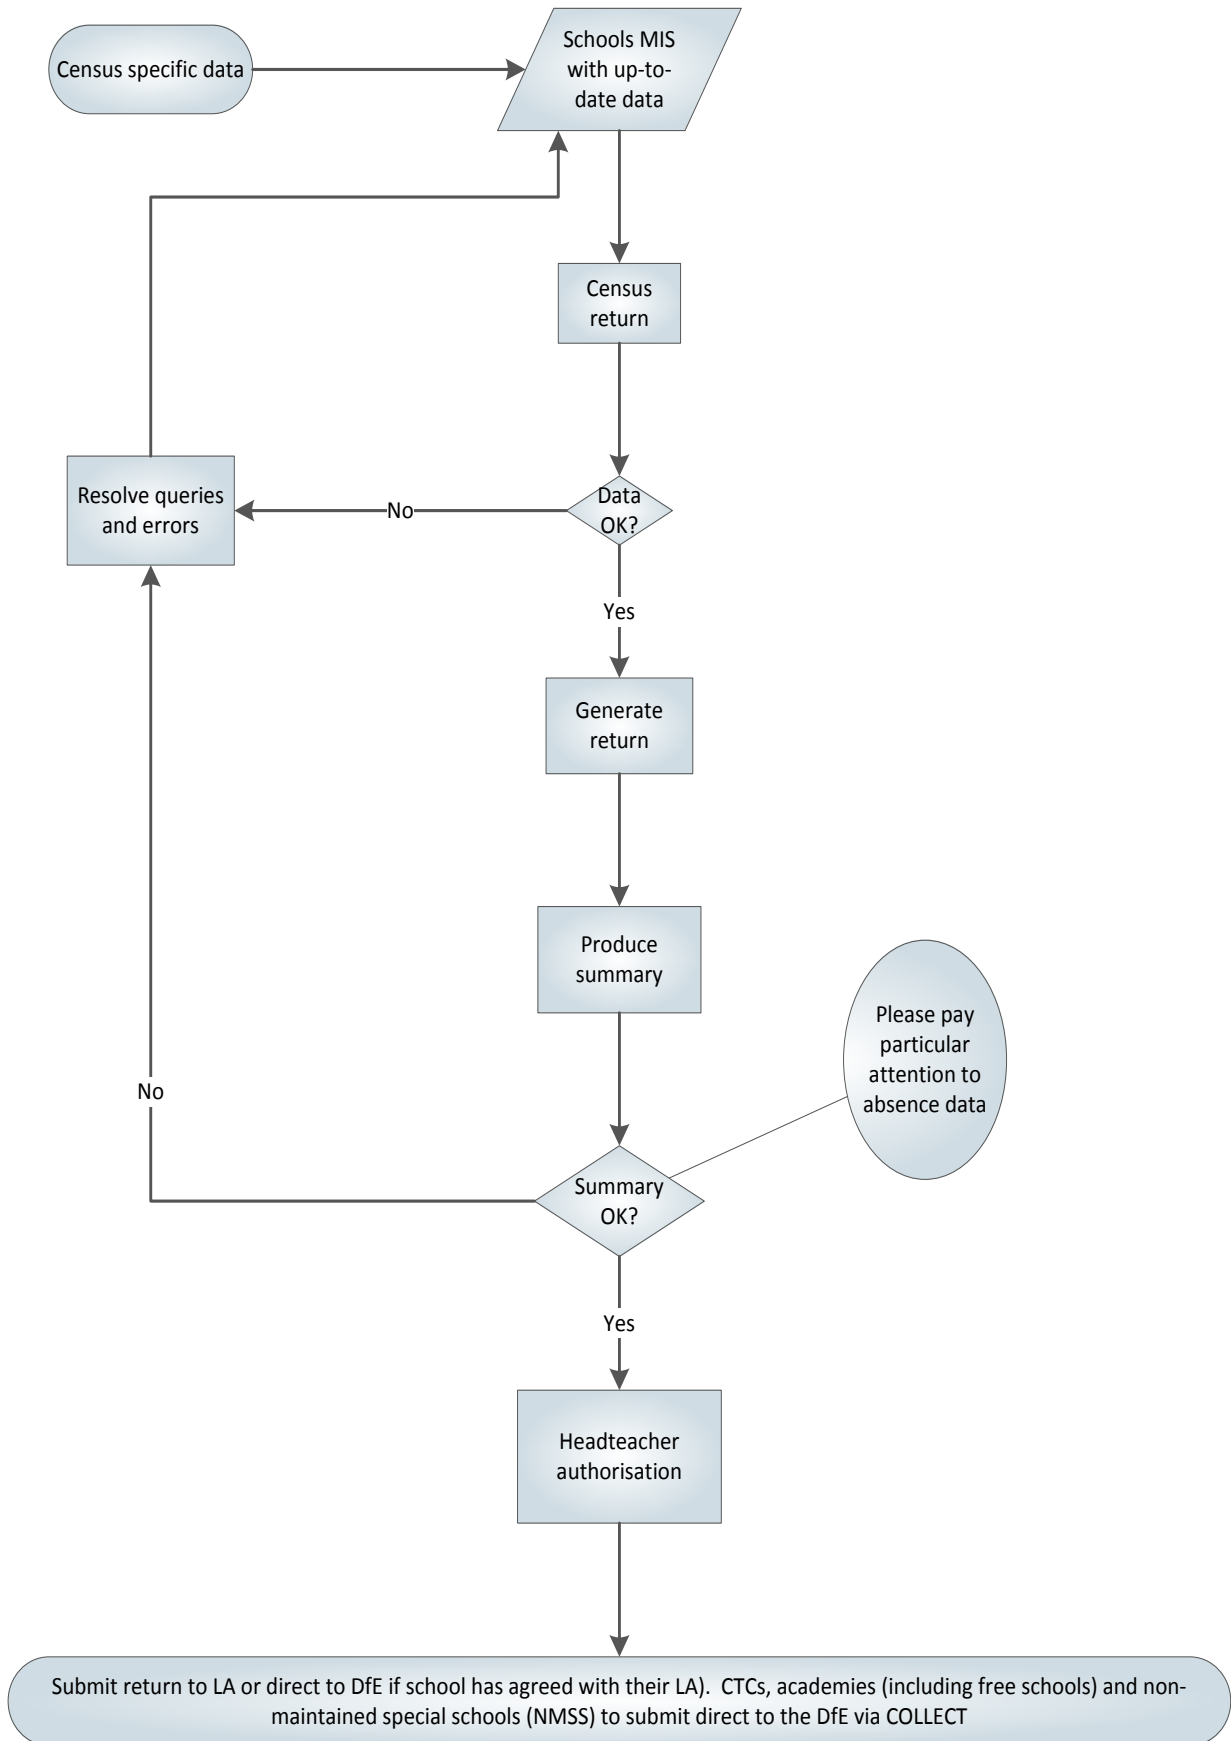 Census specific data
Schools MIS
with up-to-
date data
Census
return
Data
OK?
No
Resolve queries
and errors
Yes
Generate
return
Produce
summary
Please pay
particular
attention to
absence data
No
Summary
OK?
Yes
Headteacher
authorisation
Submit return to LA or direct to DfE if school has agreed with their LA).  CTCs, academies (including free schools) and non-
maintained special schools (NMSS) to submit direct to the DfE via COLLECT